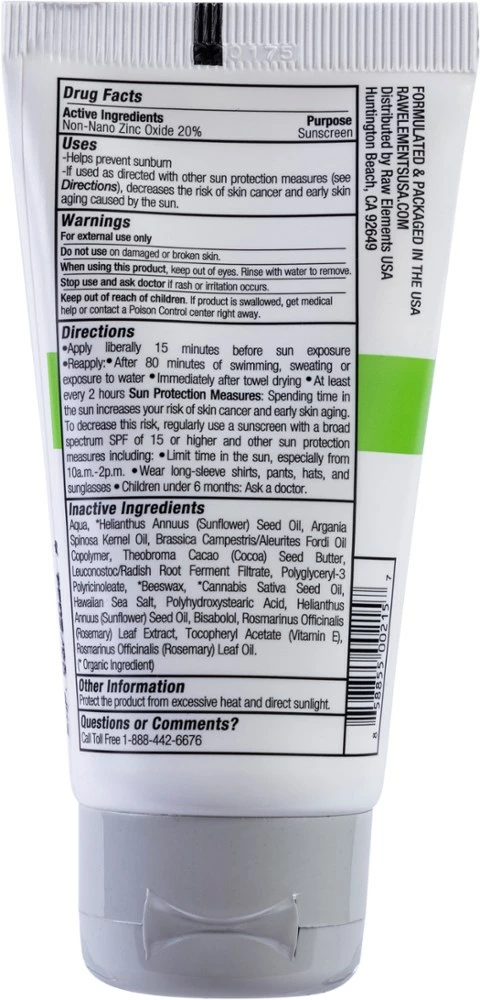 0175
Drug Facts
Active Ingredients Purpose
Non-Nano Zinc Oxide 20% Sunscreen
Uses
-Helps prevent sunburn
-If used as directed with other sun protection measures (see
Directions), decreases the risk of skin cancer and early skin
aging caused by the sun.
Warnings
For external use only
Do not use on damaged or broken skin.
When using this product, keep out of eyes. Rinse with water to remove.
Stop use and ask doctor if rash or irritation occurs.
Keep out of reach of children. If product is swallowed, get medical
help or contact a Poison Control center right away.
Directions
•Apply liberally 15 minutes before sun exposure
•Reapply:•After 80 minutes of swimming, sweating or
exposure to water •Immediately after towel drying •At least
every 2 hours Sun Protection Measures: Spending time in
the sun increases your risk of skin cancer and early skin aging.
To decrease this risk, regularly use a sunscreen with a broad
spectrum SPF of 15 or higher and other sun protection
measures including: •Limit time in the sun, especially from
10a.m.-2p.m. •Wear long-sleeve shirts, pants, hats, and
sunglasses •Children under 6 months: Ask a doctor.
Inactive Ingredients
Aqua, *Helianthus Annuus (Sunflower) Seed Oil, Argania
Spinosa Kernel Oil, Brassica Campestris/Aleurites Fordi Oil
Copolymer, Theobroma Cacao (Cocoa) Seed Butter,
Leuconostoc/Radish Root Ferment Filtrate, Polyglyceryl-3
Polyricinoleate, *Beeswax, *Cannabis Sativa Seed Oil,
Hawaiian Sea Salt, Polyhydroxystearic Acid, Helianthus
Annuus (Sunflower) Seed Oil, Bisabolol, Rosmarinus Officinalis
(Rosemary) Leaf Extract, Tocopheryl Acetate (Vitamin E),
Rosmarinus Officinalis (Rosemary) Leaf Oil.
(* Organic Ingredient)
Other Information
Protect the product from excessive heat and direct sunlight.
Questions or Comments?
Call Toll Free 1-888-442-6676
FORMULATED & PACKAGED IN THE USA
RAWELEMENTSUSA.COM
Distributed by Raw Elements USA
Huntington Beach, CA 92649
8 58855 00215 7